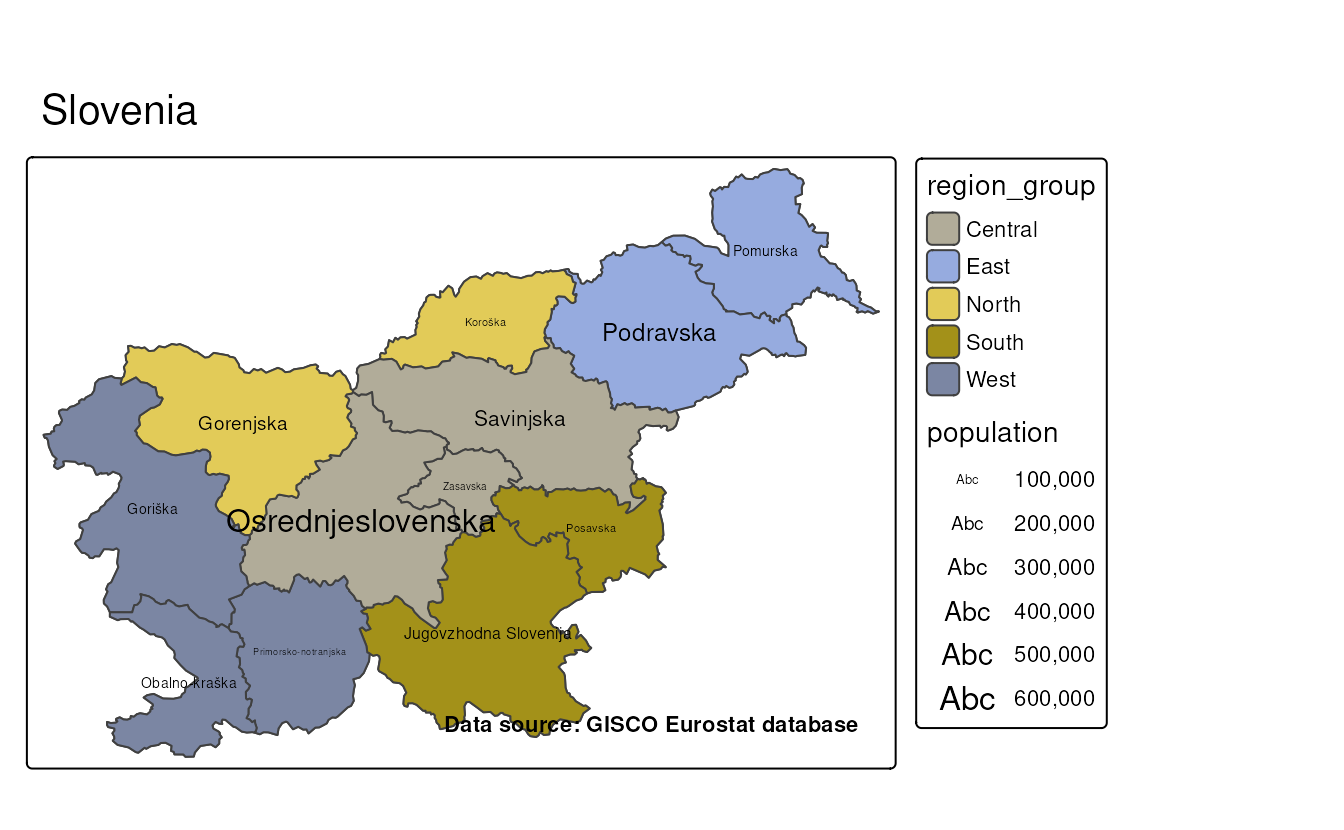 Slovenia
Pomurska
Koroška
Podravska
Gorenjska
Savinjska
Zasavska
Goriška
Osrednjeslovenska
Posavska
Jugovzhodna Slovenija
Primorsko-notranjska
Obalno-kraška
Data source: GISCO Eurostat database
region_group
Central
East
North
South
West
population
Abc 100,000
Abc 200,000
Abc 300,000
Abc 400,000
Abc 500,000
Abc 600,000